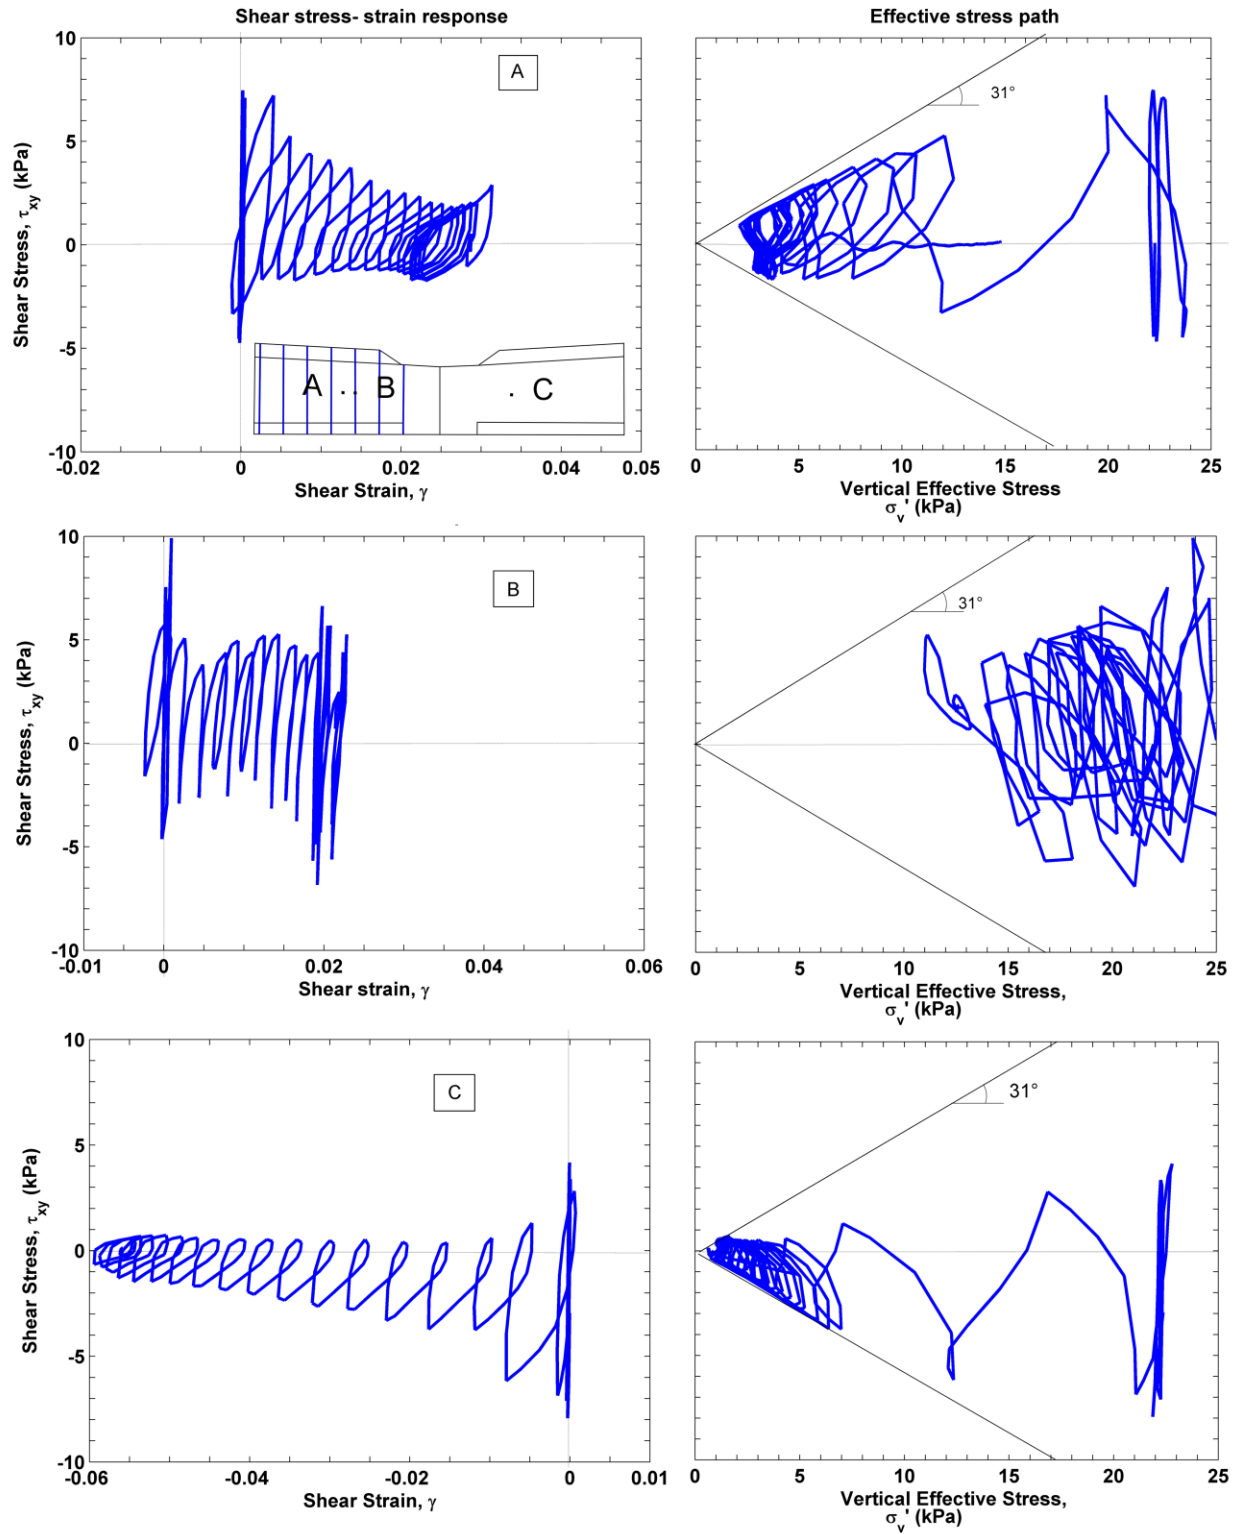 Shear stress- strain response
Effective stress path
10
5
0
-5
-10
Shear Stress, τxy (kPa)
A
A . . B . C
-0.02 0 0.02 0.04 0.05
Shear Strain, γ
31°
0 5 10 15 20 25
Vertical Effective Stress
σv' (kPa)
10
5
0
-5
-10
Shear Stress, τxy (kPa)
B
-0.01 0 0.02 0.04 0.06
Shear strain, γ
31°
0 5 10 15 20 25
Vertical Effective Stress,
σv' (kPa)
10
5
0
-5
-10
Shear Stress, τxy (kPa)
C
-0.06 -0.04 -0.02 0 0.01
Shear Strain, γ
31°
0 5 10 15 20 25
Vertical Effective Stress,
σv' (kPa)